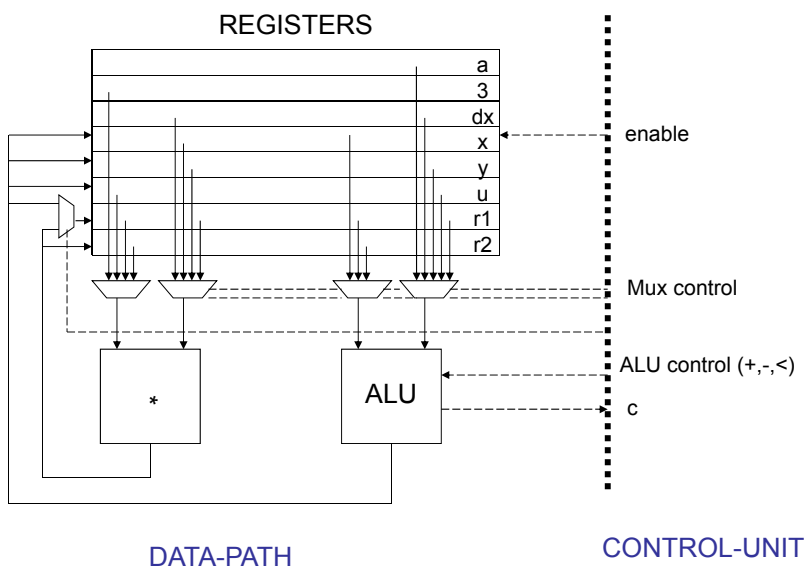 REGISTERS
a
3
dx
x
y
u
r1
r2
enable
Mux control
ALU control (+,-,<)
c
*
ALU
DATA-PATH
CONTROL-UNIT